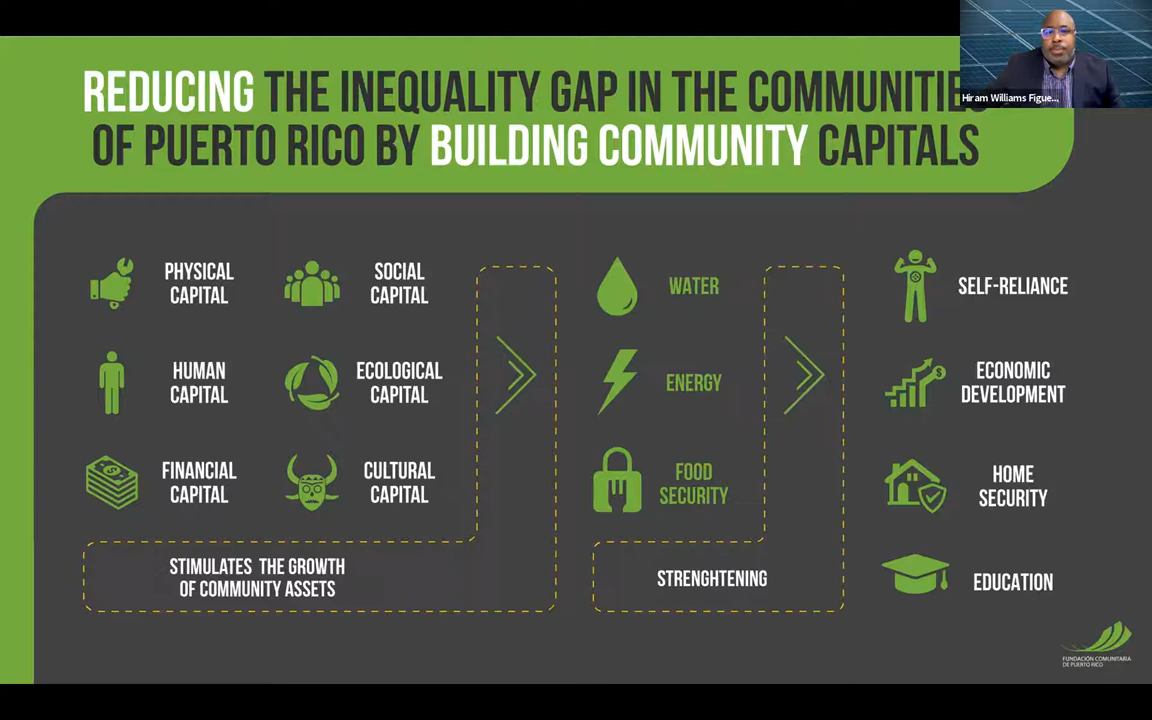 REDUCING THE INEQUALITY GAP IN THE COMMUNITIES
OF PUERTO RICO BY BUILDING COMMUNITY CAPITALS
Hiram Williams Figue...
PHYSICAL
CAPITAL
SOCIAL
CAPITAL
HUMAN
CAPITAL
ECOLOGICAL
CAPITAL
FINANCIAL
CAPITAL
CULTURAL
CAPITAL
STIMULATES THE GROWTH
OF COMMUNITY ASSETS
WATER
ENERGY
FOOD
SECURITY
STRENGHTENING
SELF-RELIANCE
ECONOMIC
DEVELOPMENT
HOME
SECURITY
EDUCATION
FUNDACIÓN COMUNITARIA
DE PUERTO RICO